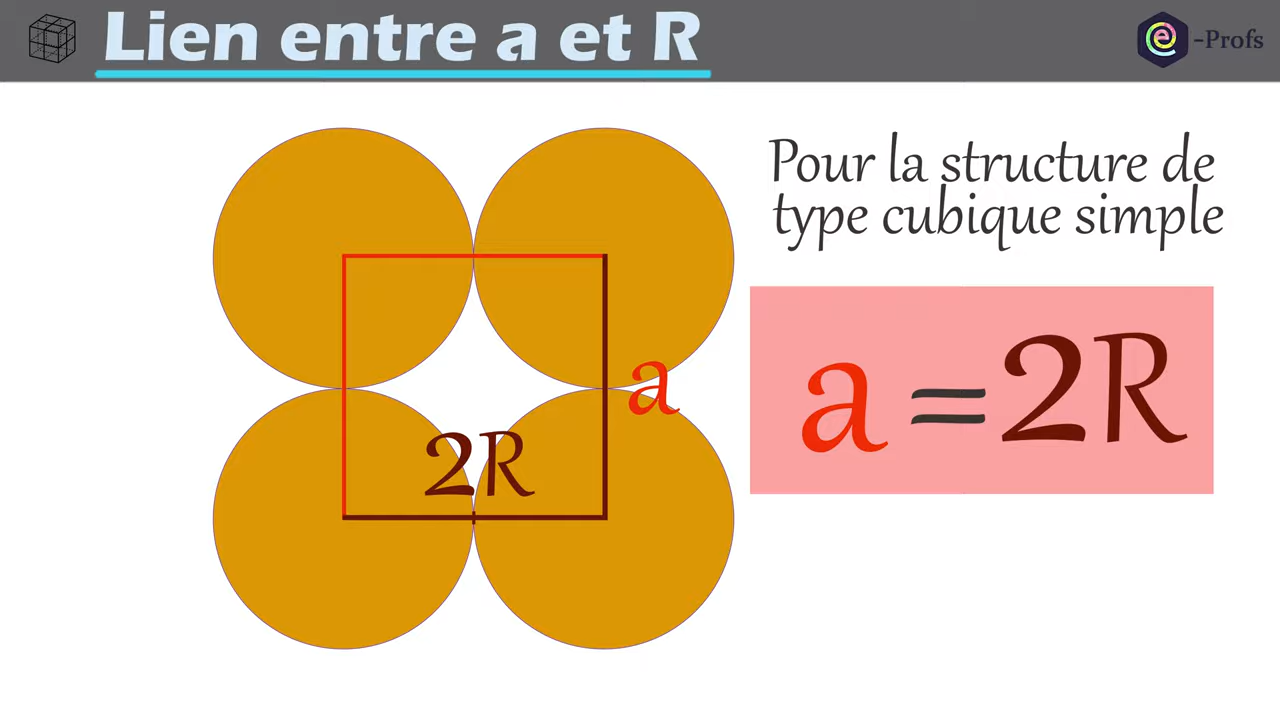 Lien entre a et R
e -Profs
Pour la structure de
type cubique simple
a = 2R
a
2R